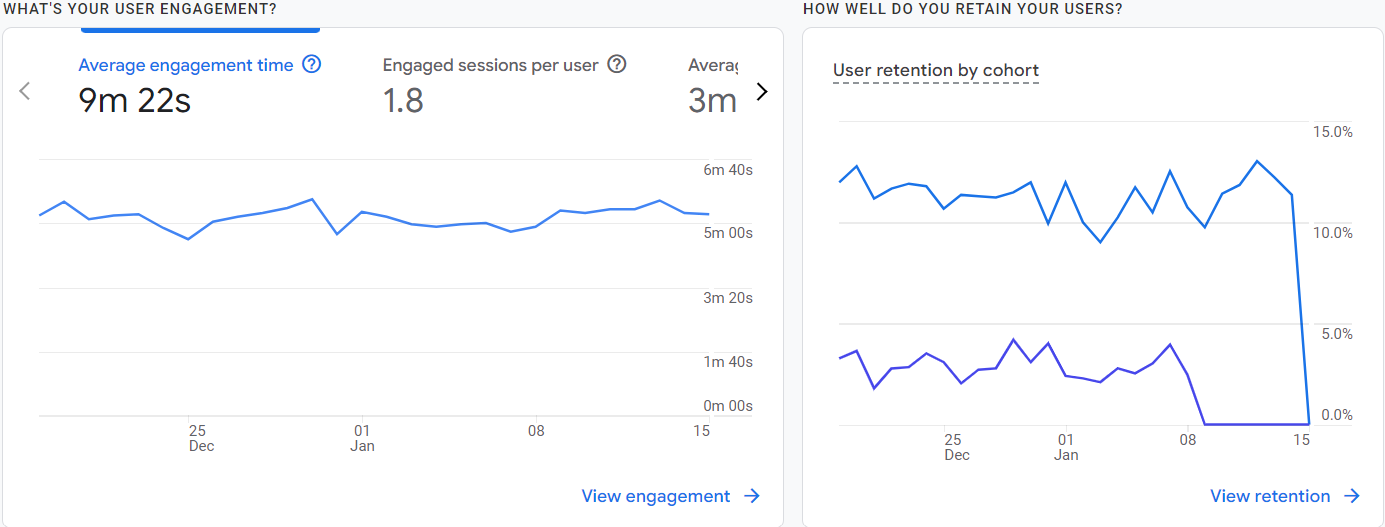 WHAT'S YOUR USER ENGAGEMENT?
Average engagement time
9m 22s
Engaged sessions per user
1.8
3m
6m 40s
5m 00s
3m 20s
1m 40s
0m 00s
25
Dec
01
Jan
08
15
View engagement
HOW WELL DO YOU RETAIN YOUR USERS?
User retention by cohort
15.0%
10.0%
5.0%
0.0%
25
Dec
01
Jan
08
15
View retention